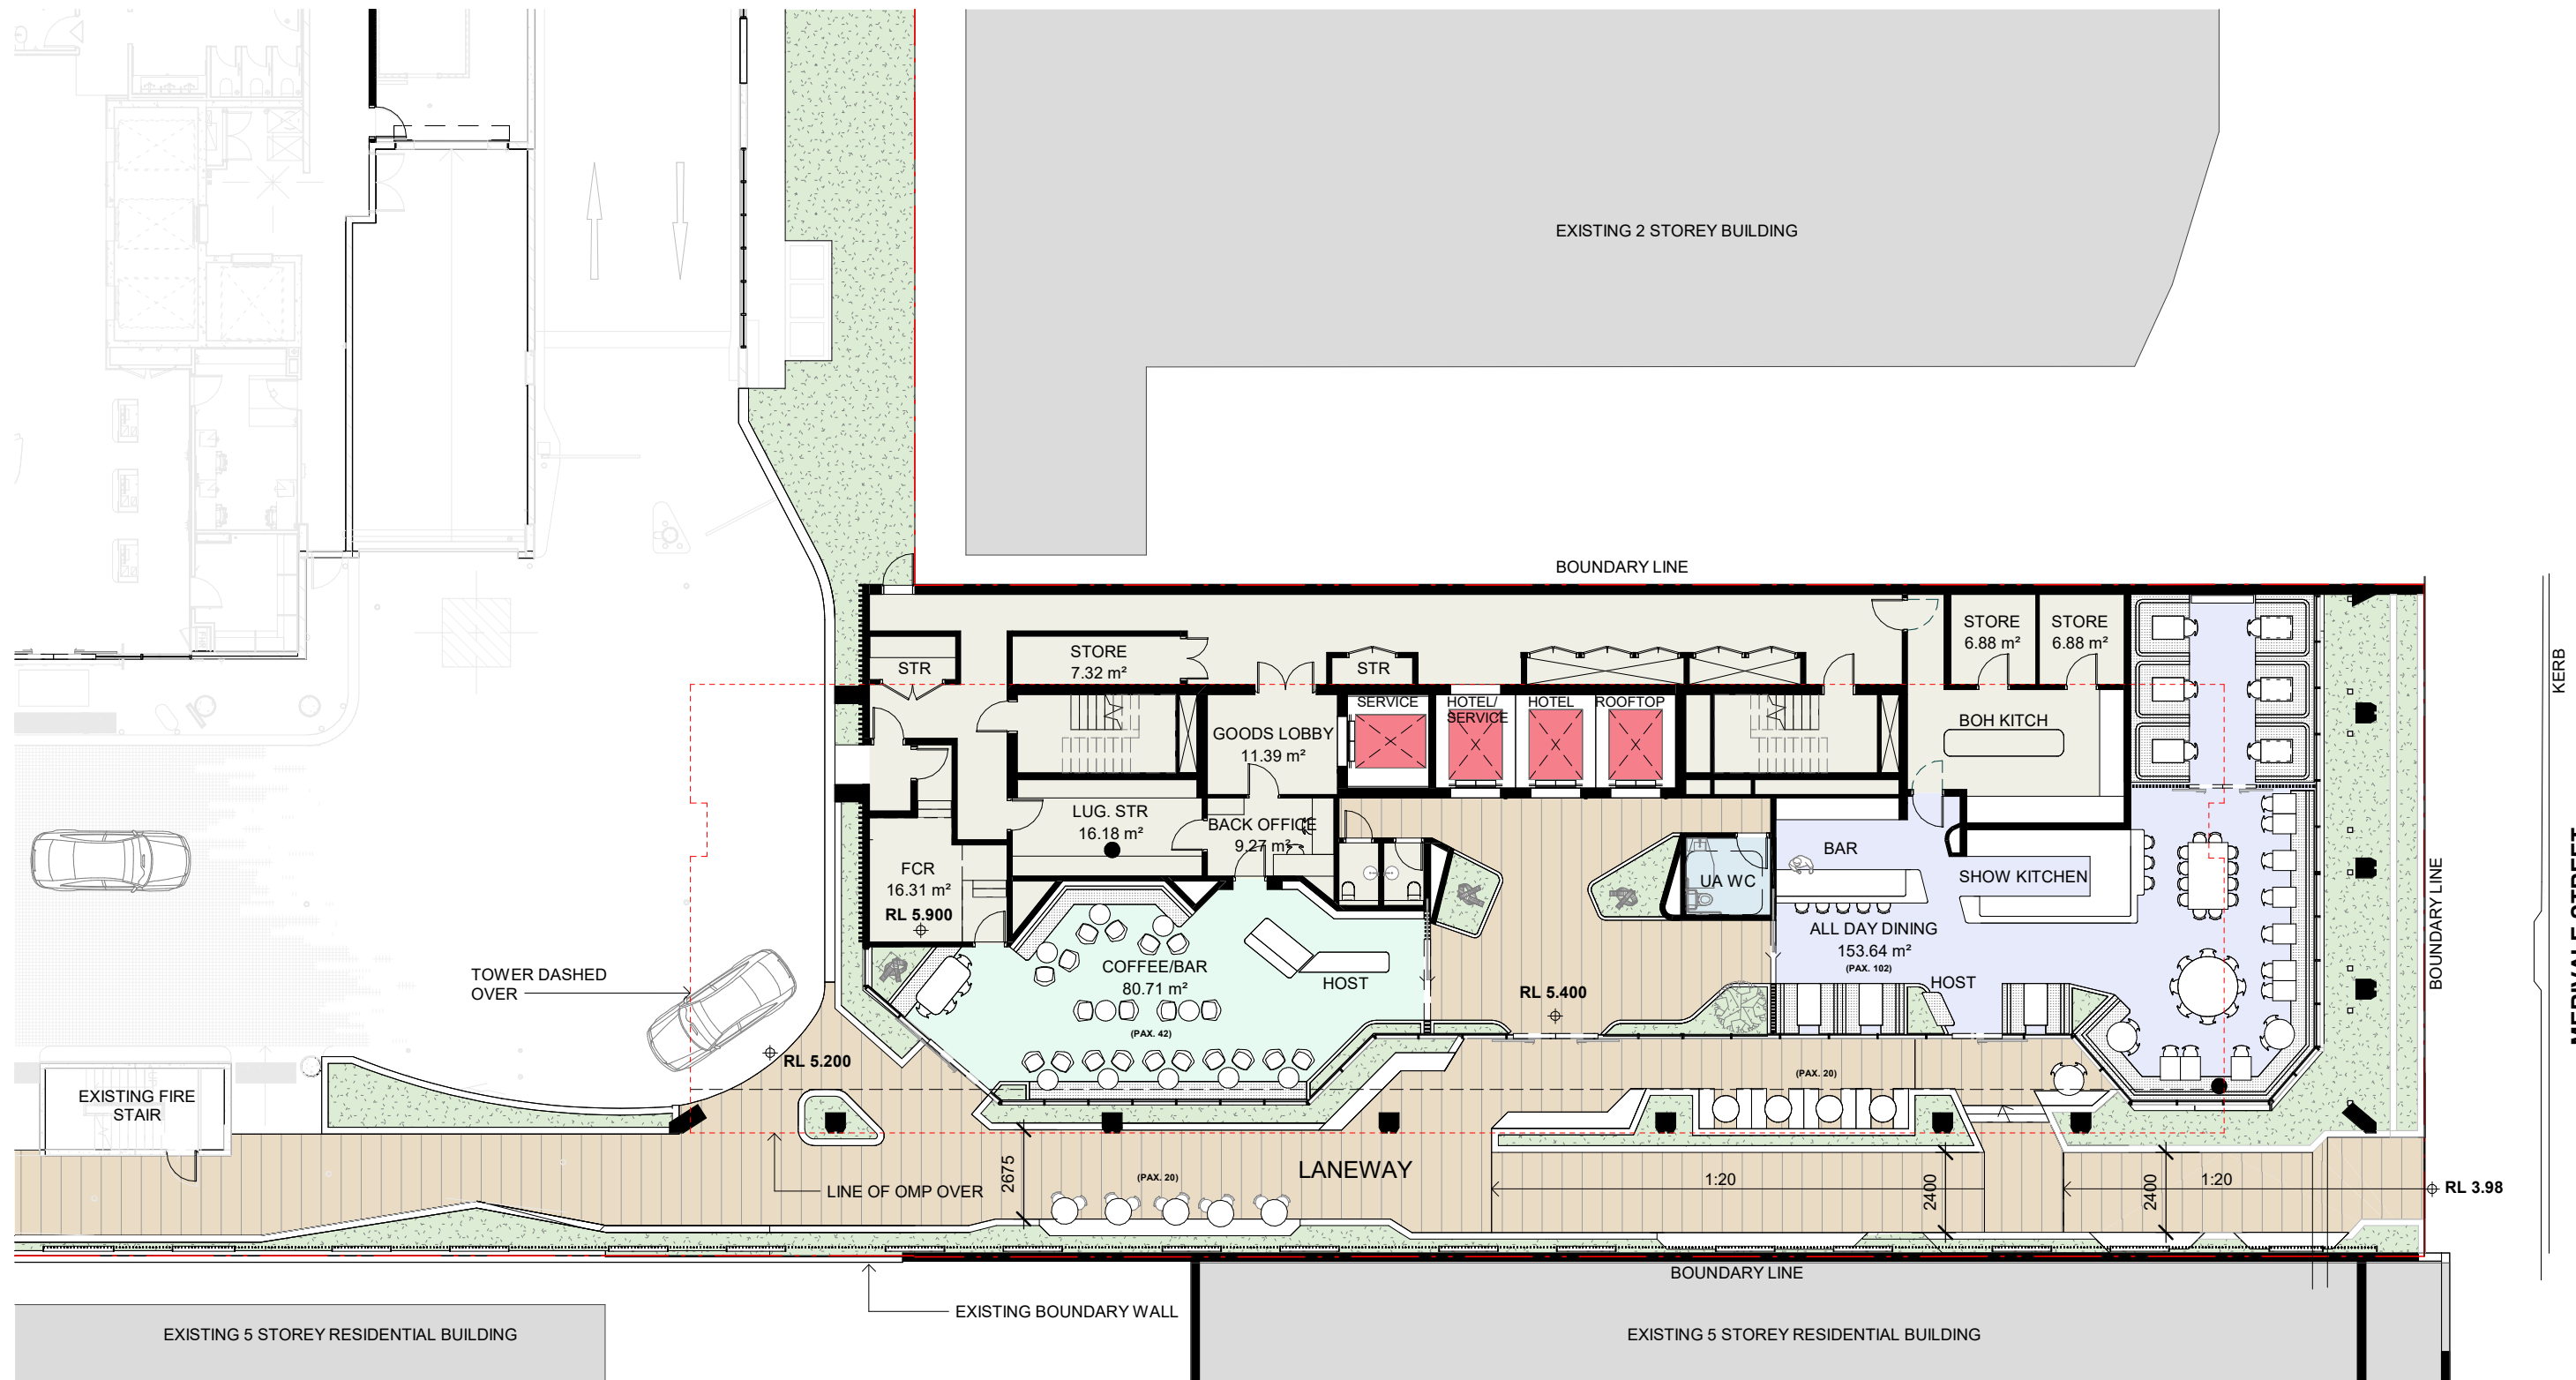 EXISTING 2 STOREY BUILDING
BOUNDARY LINE
STORE
7.32 m²
STR
STR
STORE
6.88 m²
STORE
6.88 m²
KERB
SERVICE
HOTEL/
SERVICE
HOTEL
ROOFTOP
GOODS LOBBY
11.39 m²
BOH KITCH
LUG. STR
16.18 m²
BACK OFFICE
9.27 m²
FCR
16.31 m²
RL 5.900
BAR
SHOW KITCHEN
UA WC
ALL DAY DINING
153.64 m²
(PAX. 102)
HOST
COFFEE/BAR
80.71 m²
(PAX. 42)
HOST
RL 5.400
BOUNDARY LINE
MERIVALE STREET
TOWER DASHED
OVER
RL 5.200
EXISTING FIRE
STAIR
(PAX. 20)
LINE OF OMP OVER
2675
(PAX. 20)
LANEWAY
1:20
2400
2400
1:20
RL 3.98
BOUNDARY LINE
EXISTING BOUNDARY WALL
EXISTING 5 STOREY RESIDENTIAL BUILDING
EXISTING 5 STOREY RESIDENTIAL BUILDING